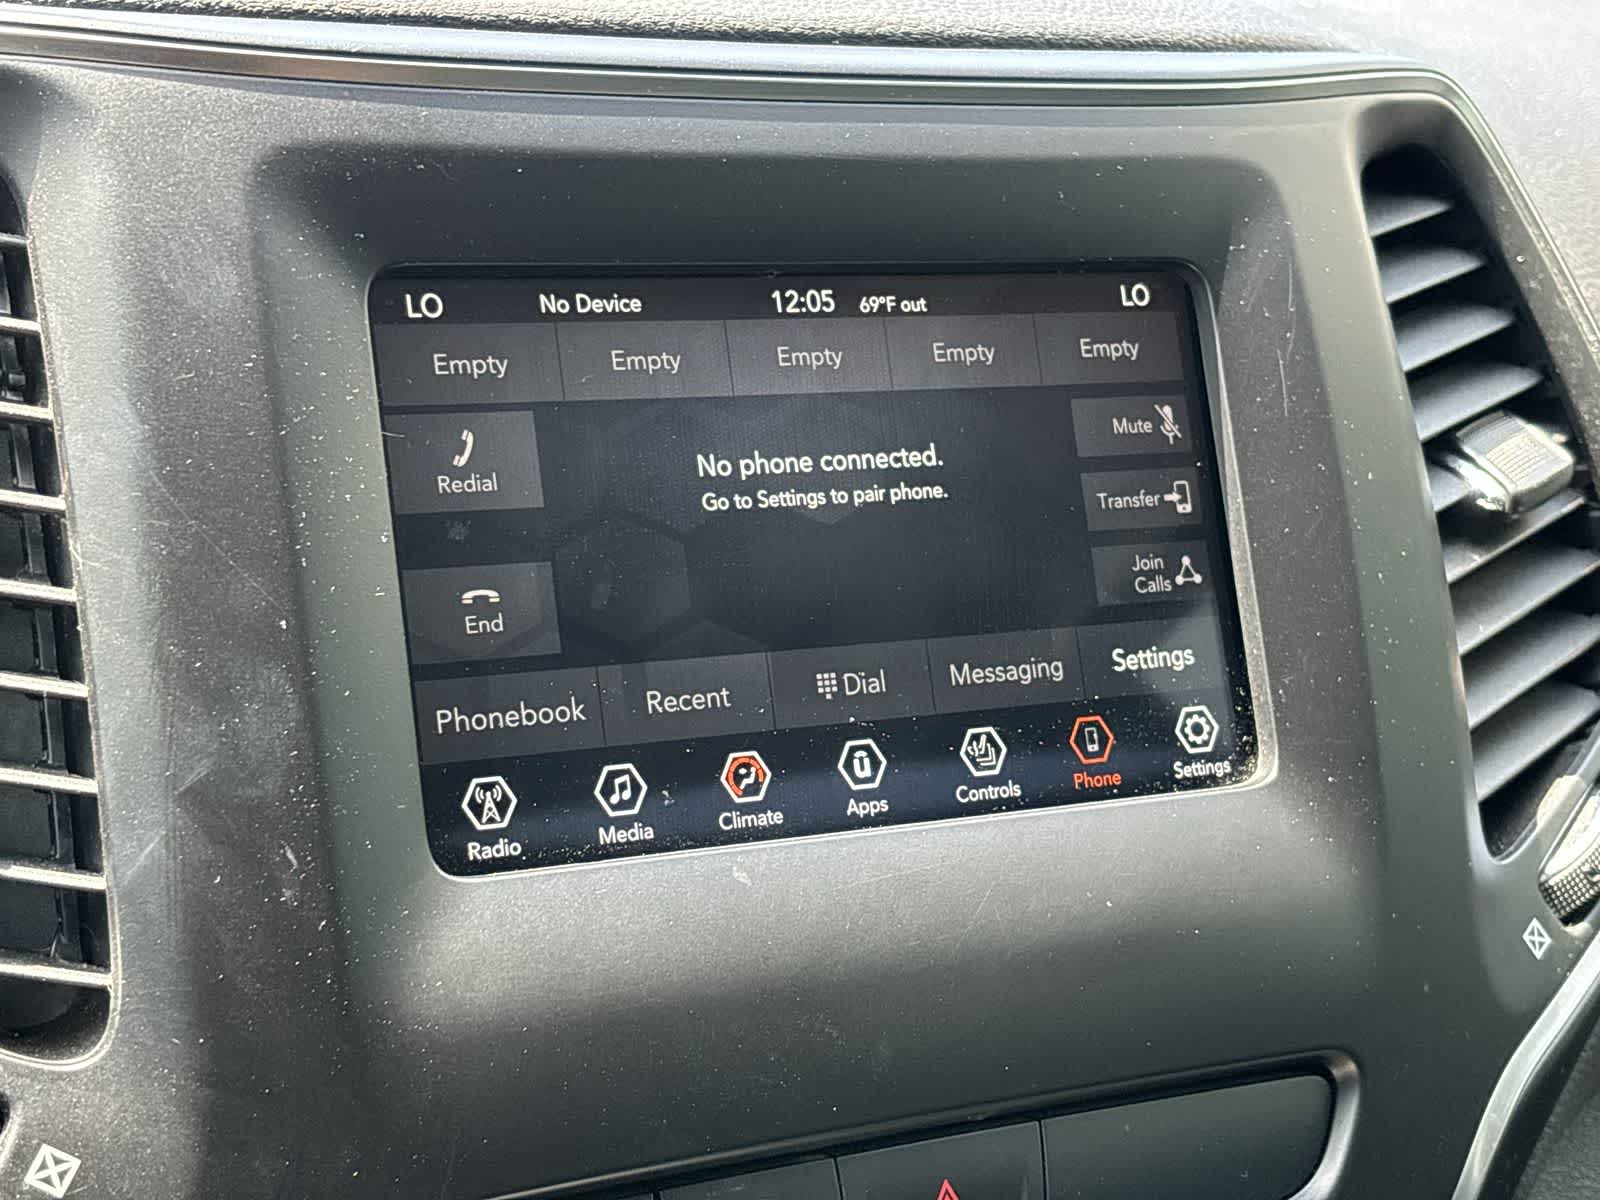 LO No Device 12:05 69°F out LO
Empty Empty Empty Empty Empty
Redial
No phone connected.
Go to Settings to pair phone.
Mute
Transfer
Join
Calls
End
Phonebook Recent Dial Messaging Settings
Radio Media Climate Apps Controls Phone Settings